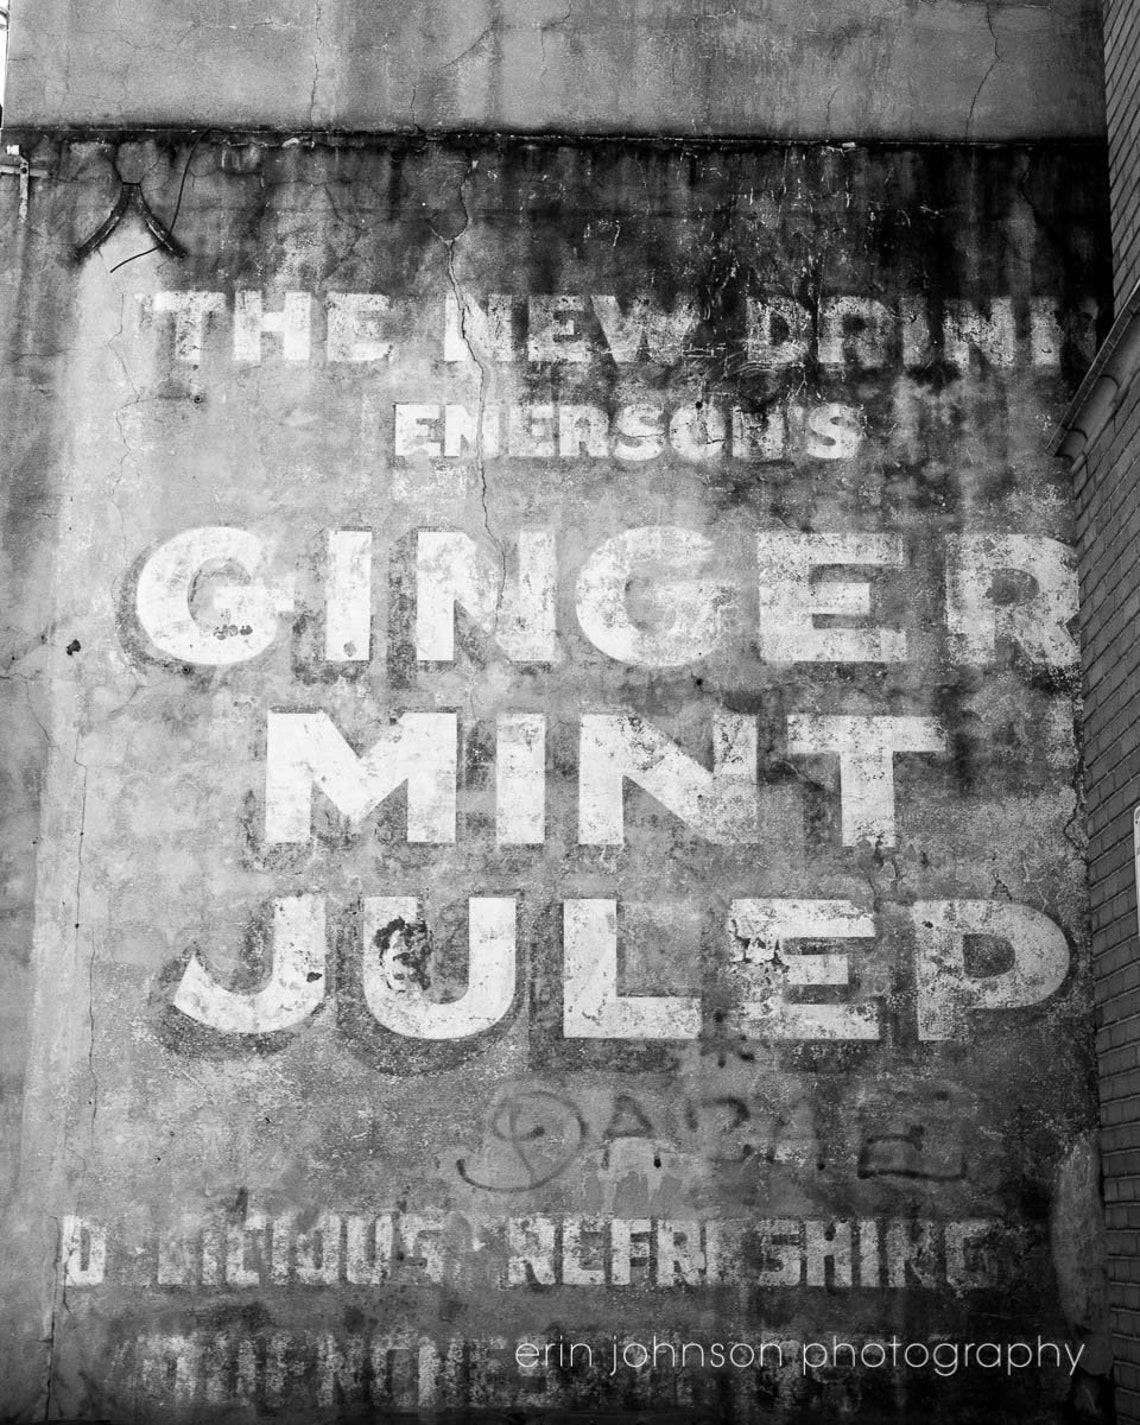 THE NEW DRINK
EMERSON'S
GINGER
MINT
JULEP
DELICIOUS REFRESHING
erin johnson photography